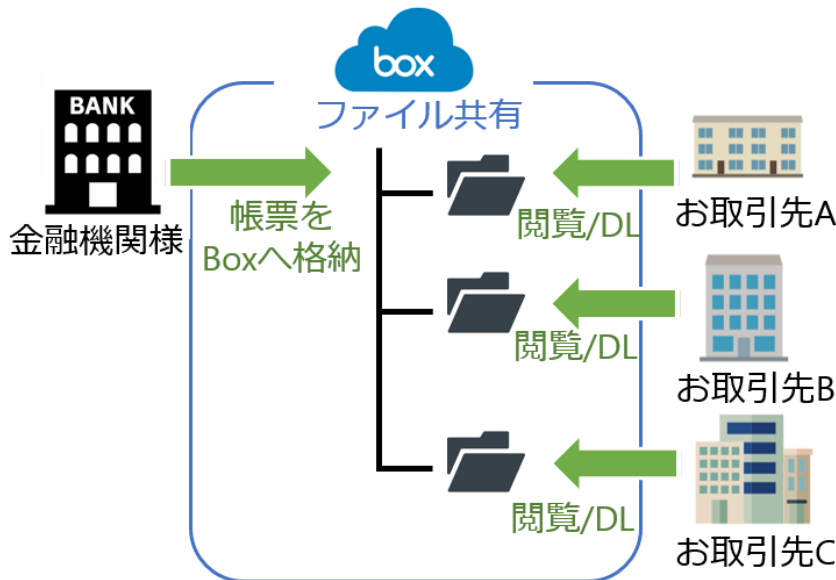 box
ファイル共有
BANK
金融機関様
帳票を
Boxへ格納
閲覧/DL
お取引先A
閲覧/DL
お取引先B
閲覧/DL
お取引先C